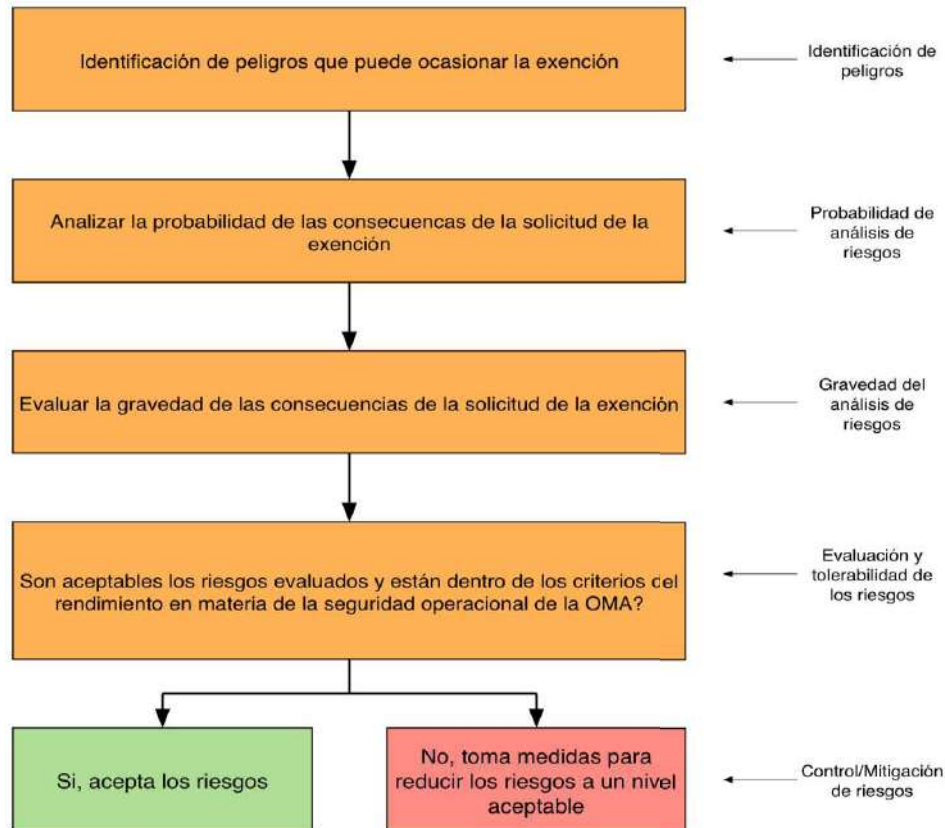 Identificación de peligros que puede ocasionar la exención
Identificación de
peligros
Analizar la probabilidad de las consecuencas de la solicitud de la
exención
Probabilidad de
análisis de
riesgos
Evaluar la gravedad de las consecuencias de la solicitud de la exención
Gravedad del
análisis de
riesgos
Son aceptables los riesgos evaluados y están dentro de los criterios del
rendimiento en materia de la seguridad operacional de la OMA?
Evaluación y
tolerabilidad de
los riesgos
Si, acepta los riesgos
No, toma medidas para
reducir los riesgos a un nivel
aceptable
Control/Mitigación
de riesgos